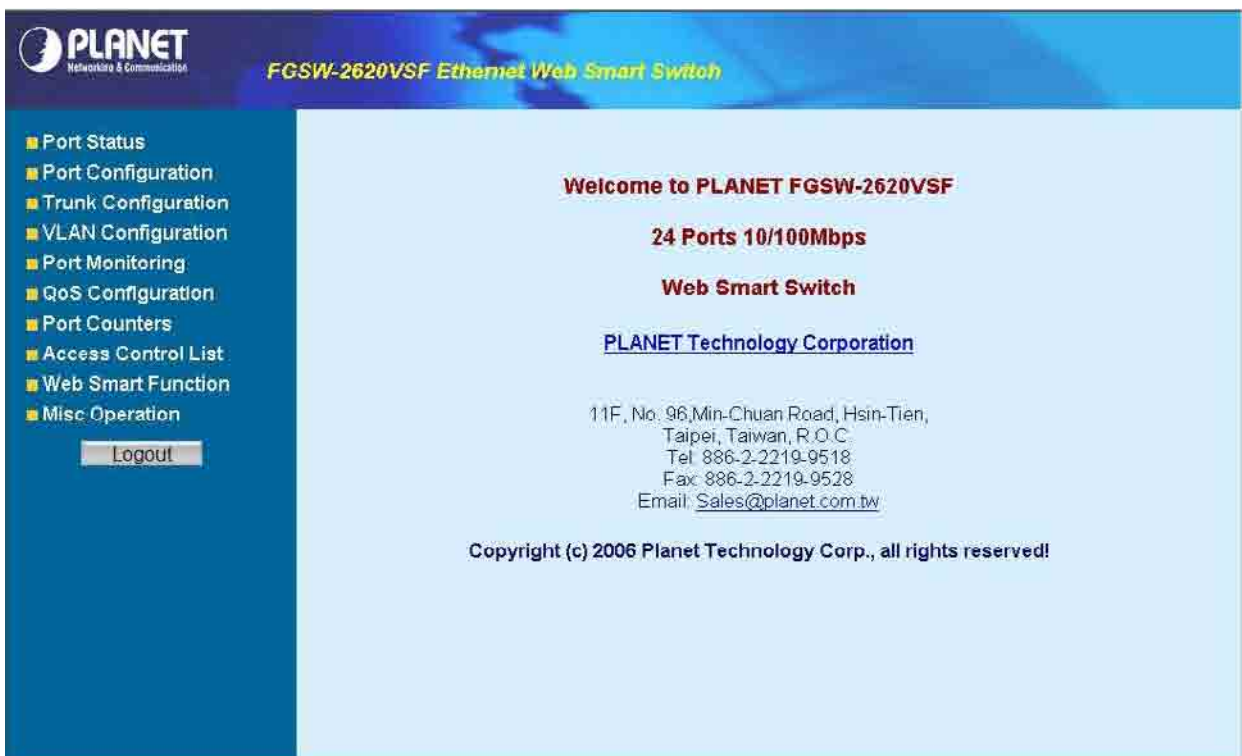 PLANET
Networking & Communication
FGSW-2620VSF Ethernet Web Smart Switch
Port Status
Port Configuration
Trunk Configuration
VLAN Configuration
Port Monitoring
QoS Configuration
Port Counters
Access Control List
Web Smart Function
Misc Operation
Logout
Welcome to PLANET FGSW-2620VSF
24 Ports 10/100Mbps
Web Smart Switch
PLANET Technology Corporation
11F, No. 96,Min-Chuan Road, Hsin-Tien,
Taipei, Taiwan, R.O.C
Tel: 886-2-2219-9518
Fax: 886-2-2219-9528
Email: Sales@planet.com.tw
Copyright (c) 2006 Planet Technology Corp., all rights reserved!